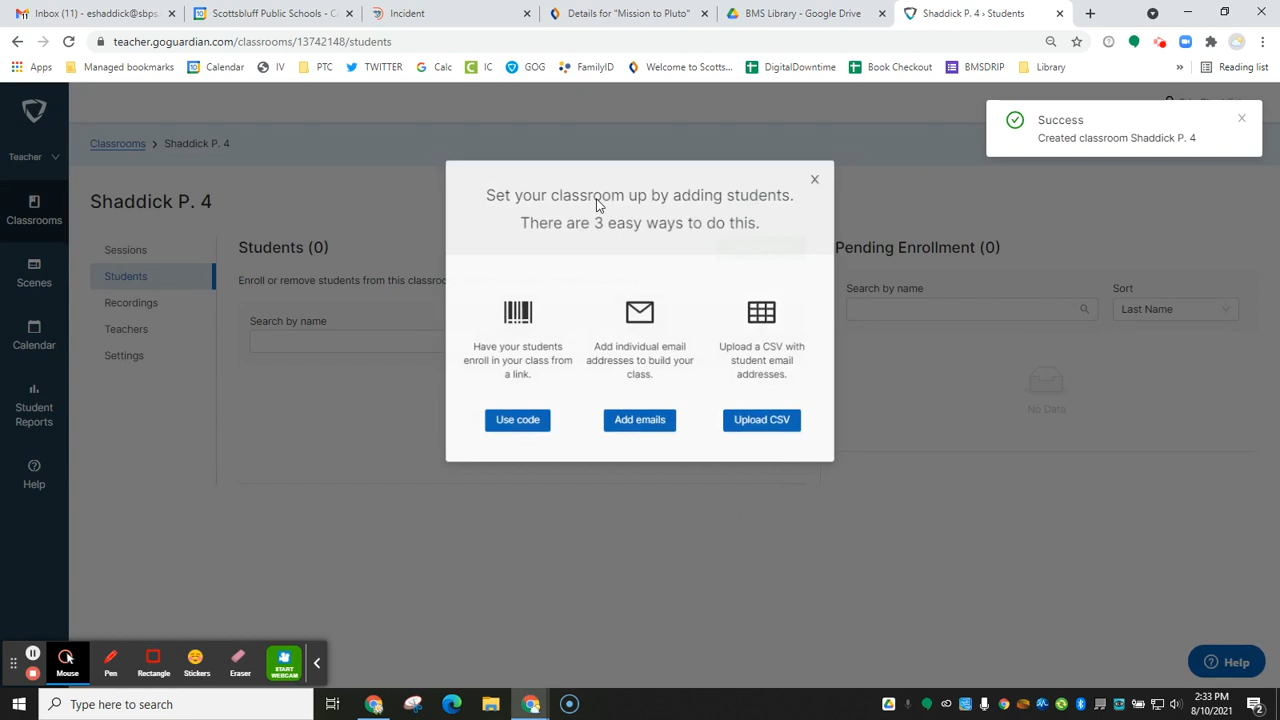 Inbox (11) - eshaddick@sbps
Scottsbluff Public Schools - Ca
Incident
Details for "Mission to Pluto"
BMS Library - Google Drive
Shaddick P. 4 › Students
teacher.goguardian.com/classrooms/13742148/students
Apps
Managed bookmarks
Calendar
IV
PTC
TWITTER
Calc
IC
GOG
FamilyID
Welcome to Scotts...
DigitalDowntime
Book Checkout
BMSDRIP
Library
»
Reading list
Success
Created classroom Shaddick P. 4
Teacher
Classrooms > Shaddick P. 4
Shaddick P. 4
Classrooms
Scenes
Calendar
Student
Reports
Help
Sessions
Students
Recordings
Teachers
Settings
Students (0)
Enroll or remove students from this classroo
Search by name
Set your classroom up by adding students.
There are 3 easy ways to do this.
Have your students
enroll in your class from
a link.
Use code
Add individual email
addresses to build your
class.
Add emails
Upload a CSV with
student email
addresses.
Upload CSV
Pending Enrollment (0)
Search by name
Sort
Last Name
No Data
Mouse
Pen
Rectangle
Stickers
Eraser
START
WEBCAM
Help
Type here to search
2:33 PM
8/10/2021